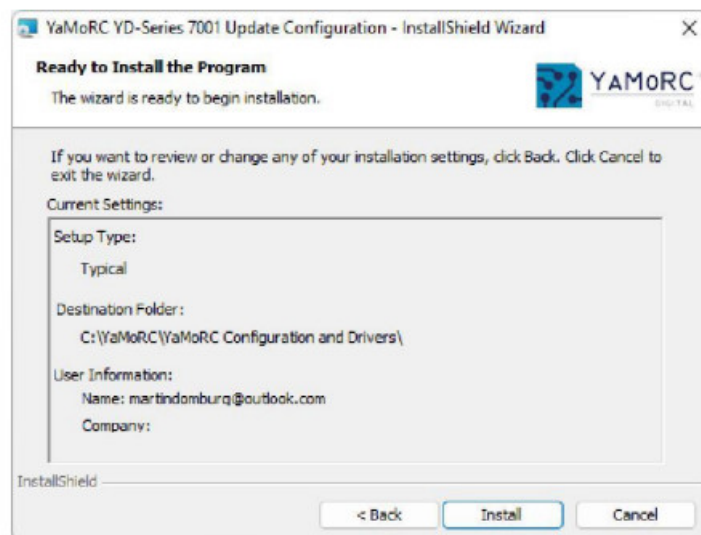 YaMoRC YD-Series 7001 Update Configuration - InstallShield Wizard
Ready to Install the Program
The wizard is ready to begin installation.
YAMORC
DIGITAL
If you want to review or change any of your installation settings, click Back. Click Cancel to
exit the wizard.
Current Settings:
Setup Type:
Typical
Destination Folder:
C:\YaMoRC\YaMoRC Configuration and Drivers\
User Information:
Name: martindomburg@outlook.com
Company:
InstallShield
< Back
Install
Cancel